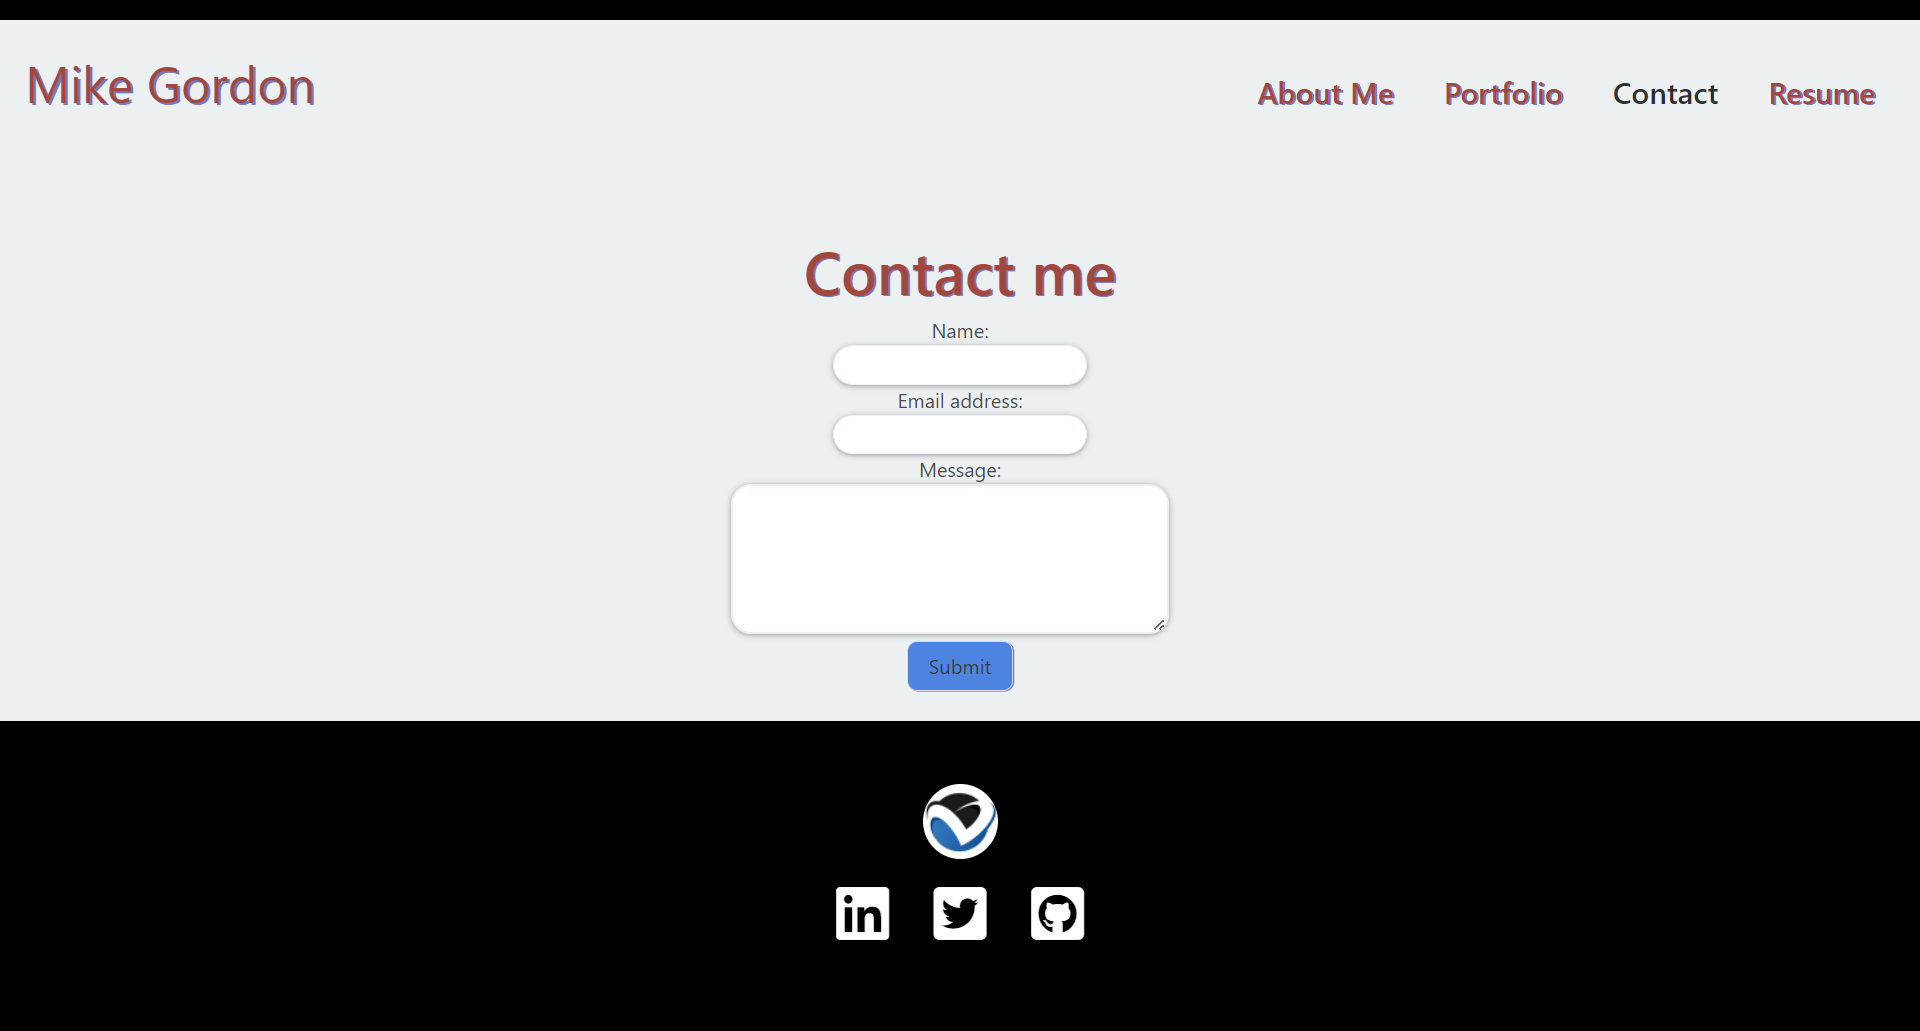 Mike Gordon
About Me Portfolio Contact Resume
Contact me
Name:
Email address:
Message:
Submit
in